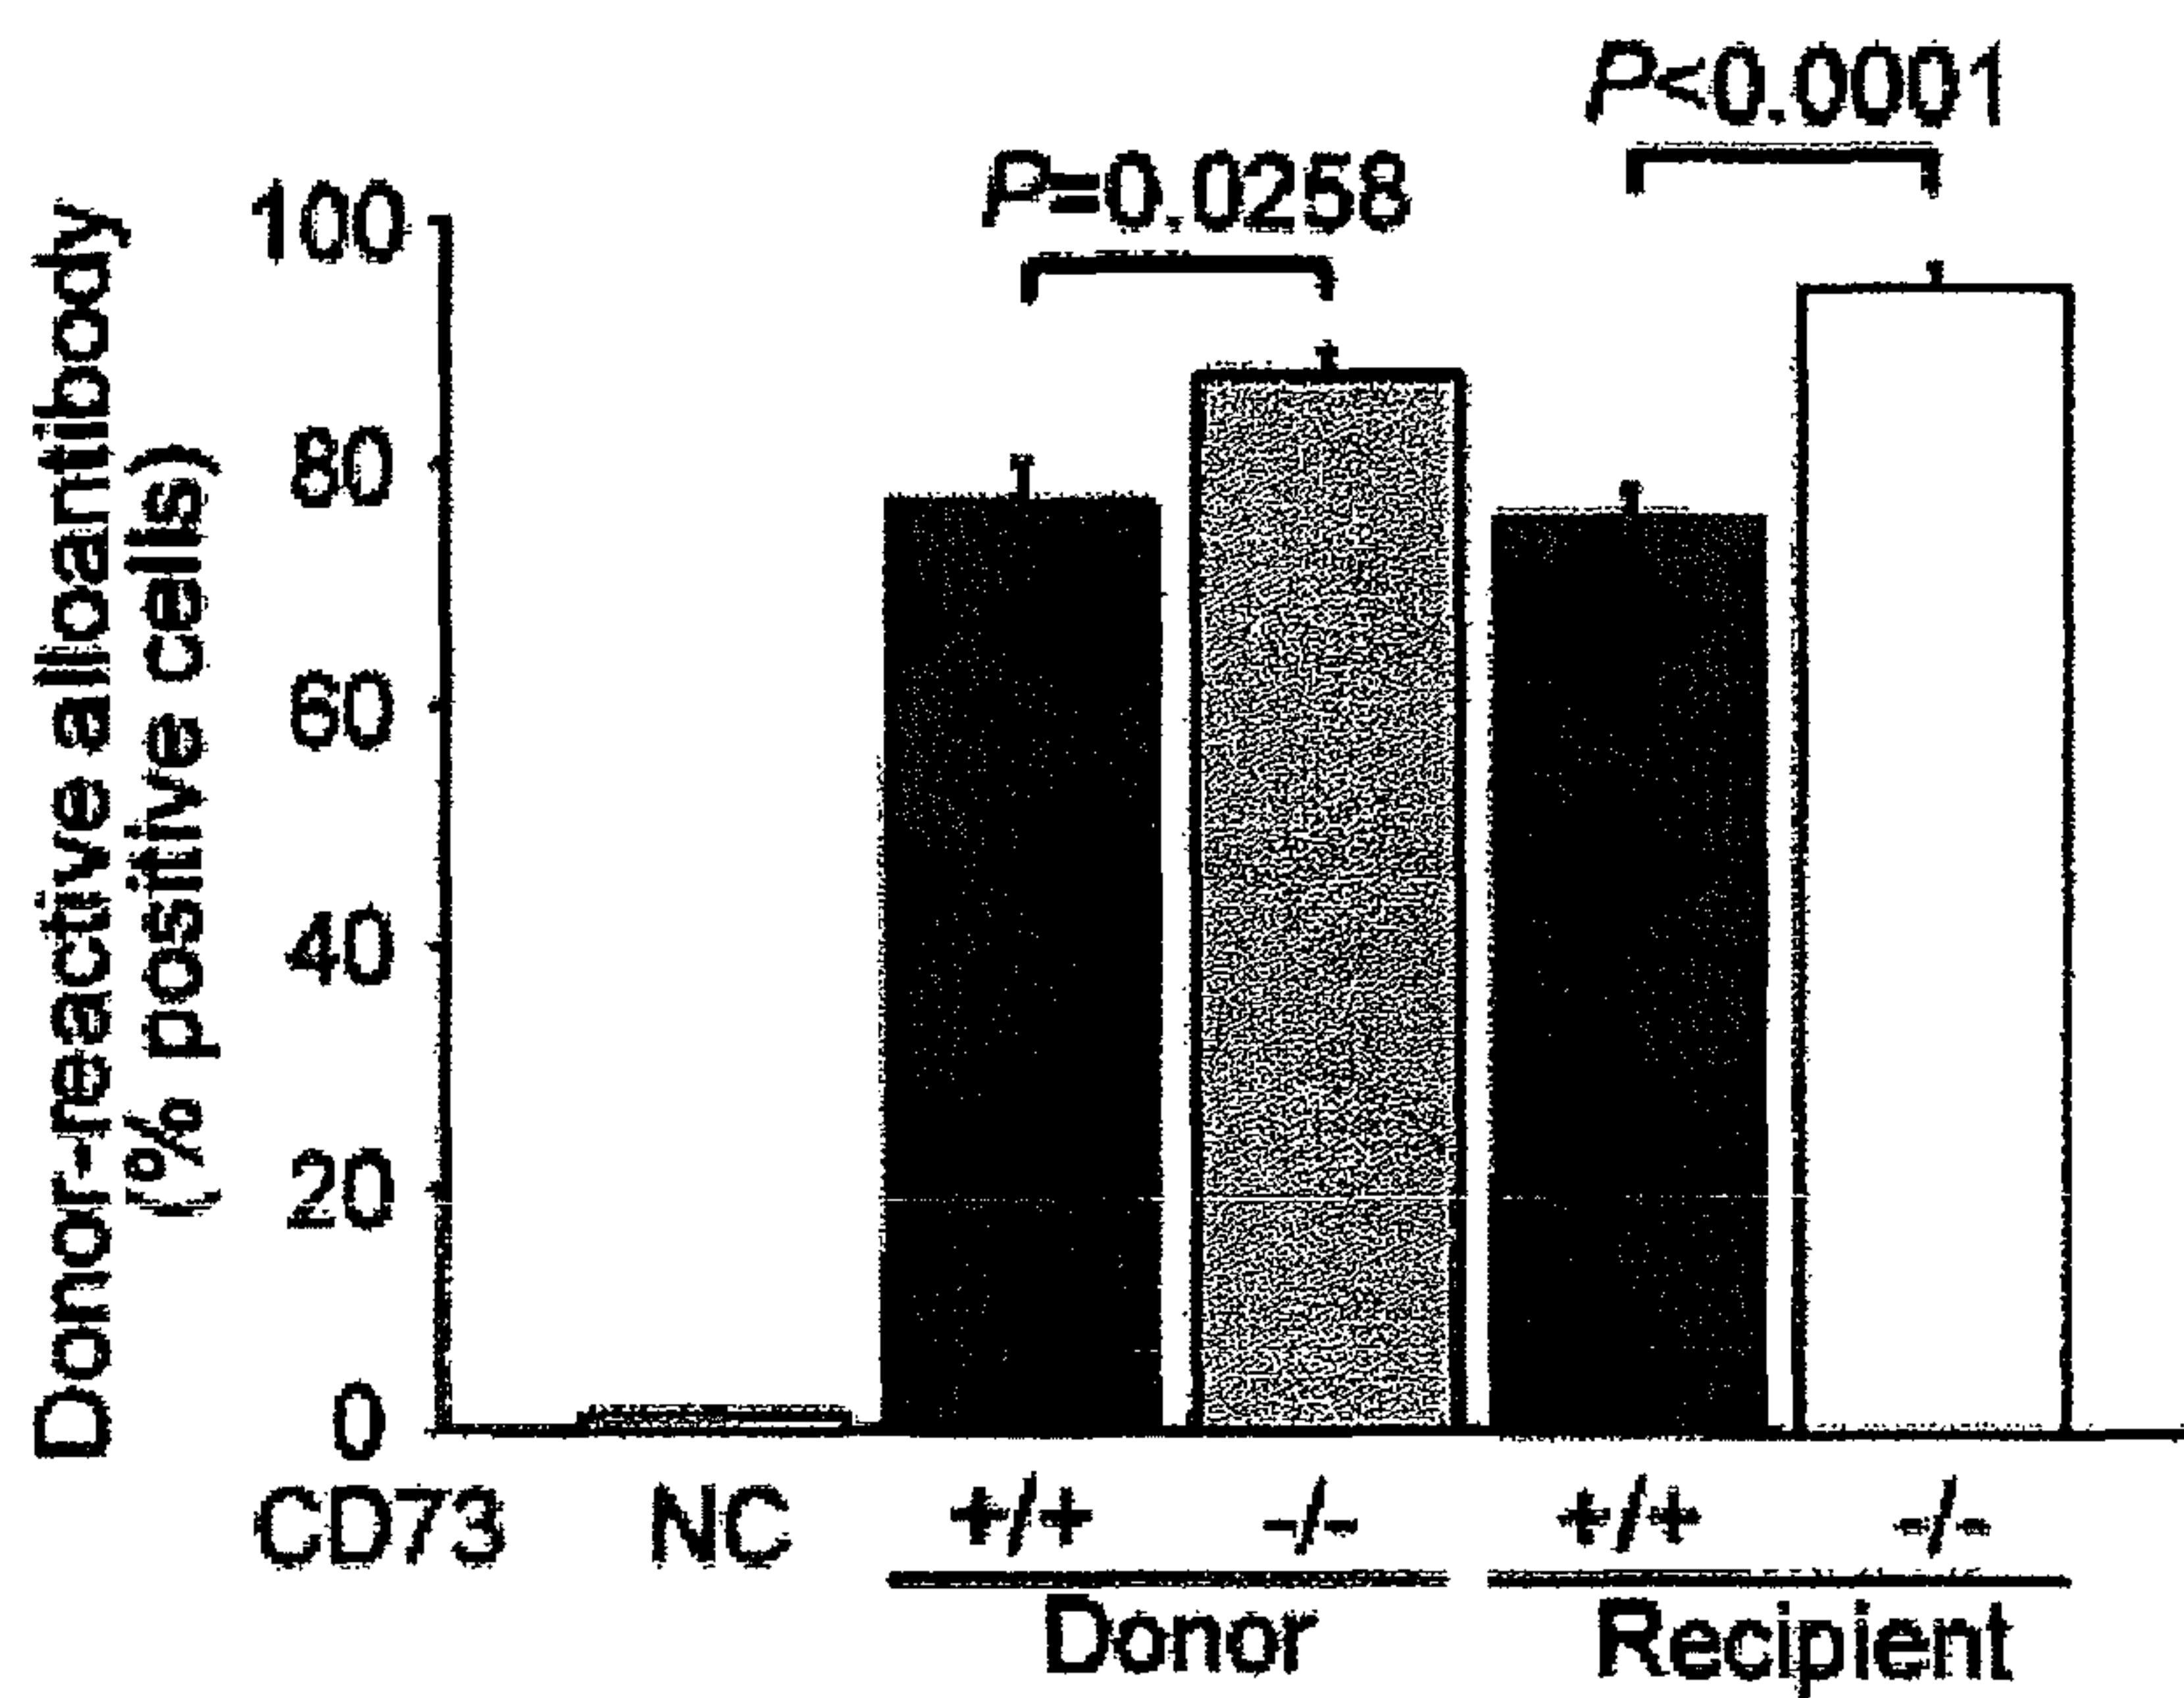 P<0.0001
P=0.0258
Donor-reactive alloantibody
(% positive cells)
100
80
60
40
20
0
CD73 NC +/+ -/- +/+ -/-
Donor Recipient